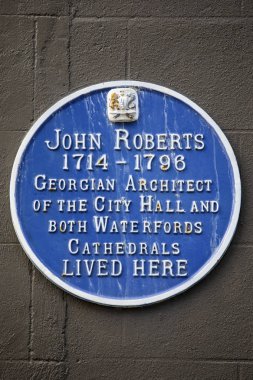 JOHN ROBERTS
1714 - 1796
GEORGIAN ARCHITECT
OF THE CITY HALL AND
BOTH WATERFORDS
CATHEDRALS
LIVED HERE